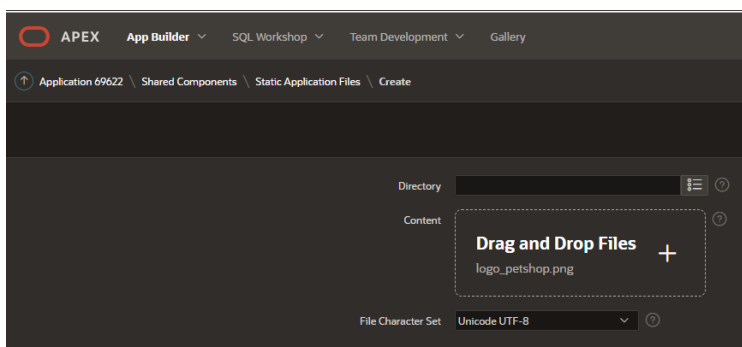 APEX App Builder SQL Workshop Team Development Gallery
Application 69622 \ Shared Components \ Static Application Files \ Create
Directory
Content
Drag and Drop Files
logo_petshop.png
File Character Set Unicode UTF-8